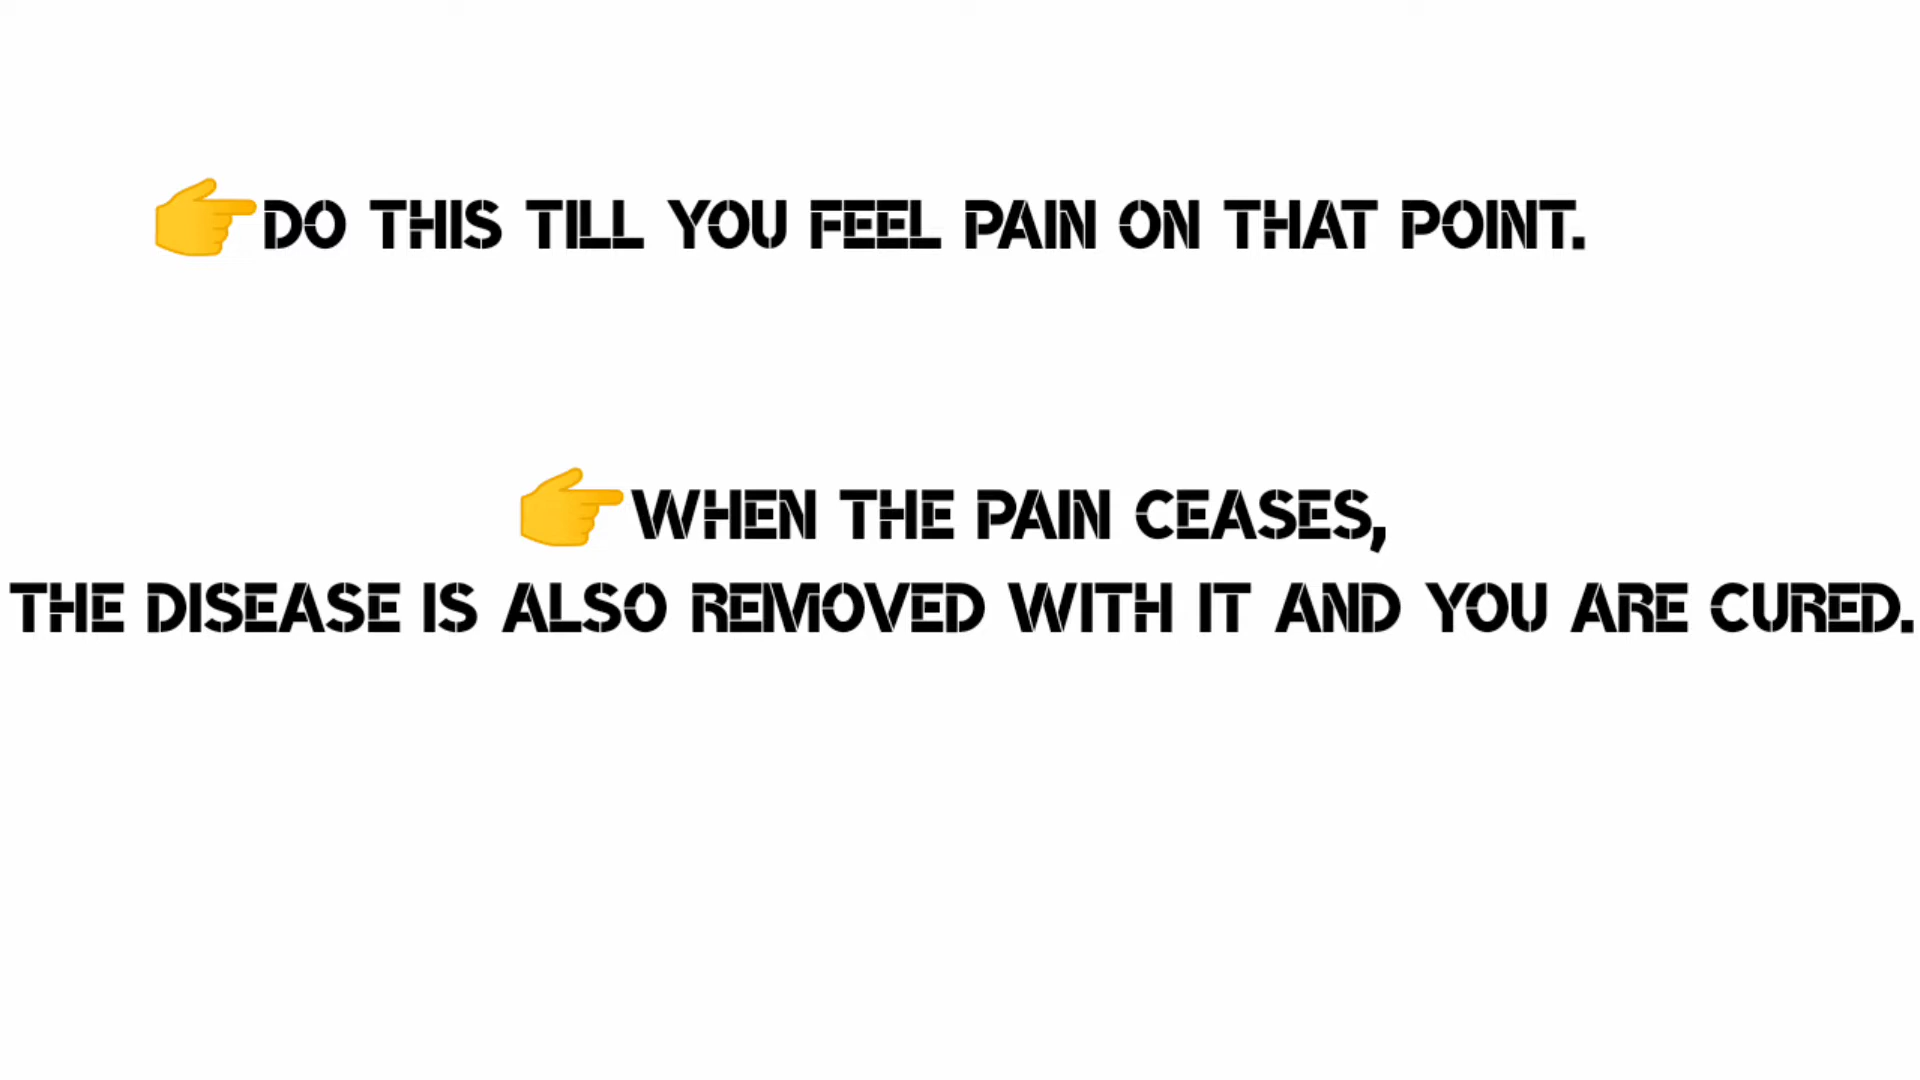 👉DO THIS TILL YOU FEEL PAIN ON THAT POINT.
👉WHEN THE PAIN CEASES,
THE DISEASE IS ALSO REMOVED WITH IT AND YOU ARE CURED.